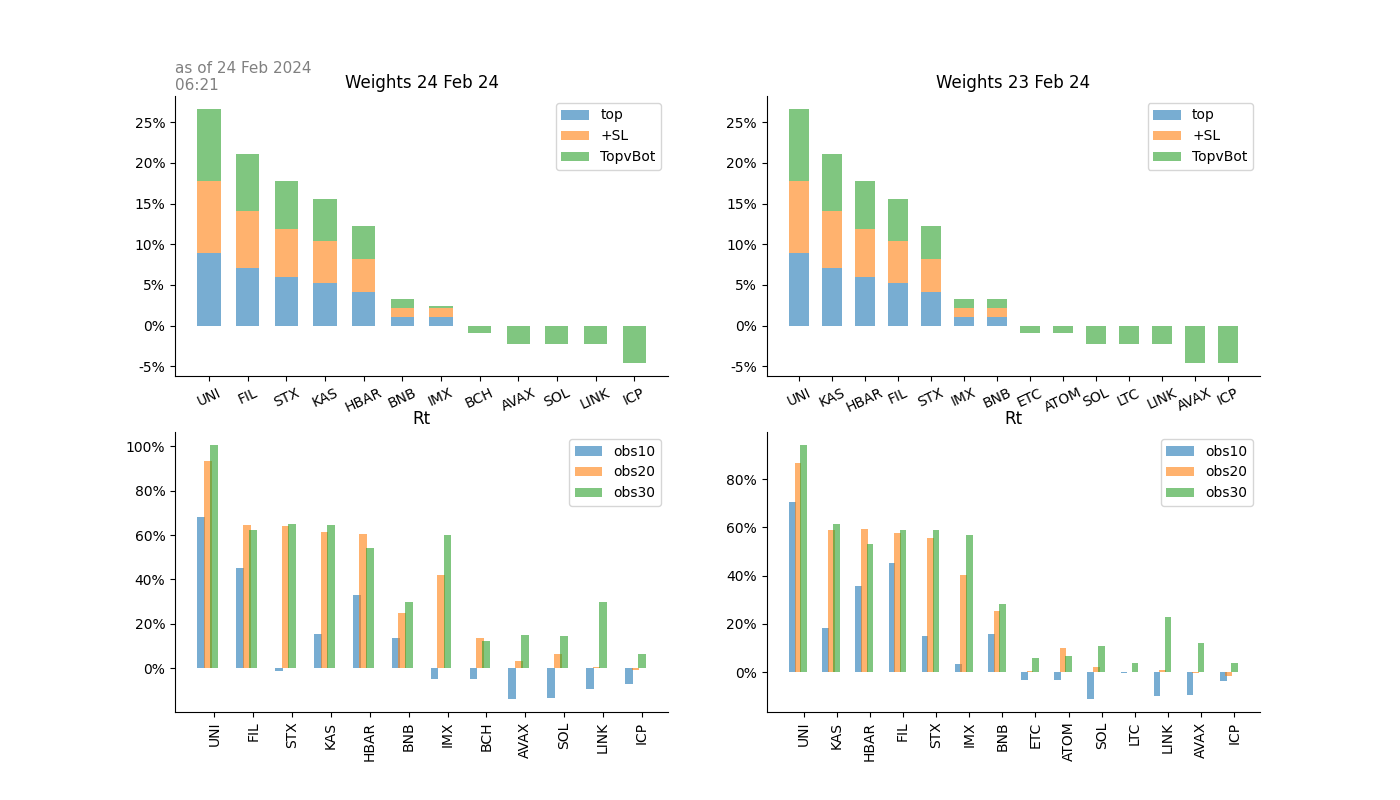 as of 24 Feb 2024
06:21
Weights 24 Feb 24
25%
20%
15%
10%
5%
0%
-5%
top
+SL
TopvBot
UNI FIL STX KAS HBAR BNB IMX BCH AVAX SOL LINK ICP
Weights 23 Feb 24
25%
20%
15%
10%
5%
0%
-5%
top
+SL
TopvBot
UNI KAS HBAR FIL STX IMX BNB ETC ATOM SOL LTC LINK AVAX ICP
Rt
100%
80%
60%
40%
20%
0%
obs10
obs20
obs30
UNI FIL STX KAS HBAR BNB IMX BCH AVAX SOL LINK ICP
Rt
80%
60%
40%
20%
0%
obs10
obs20
obs30
UNI KAS HBAR FIL STX IMX BNB ETC ATOM SOL LTC LINK AVAX ICP